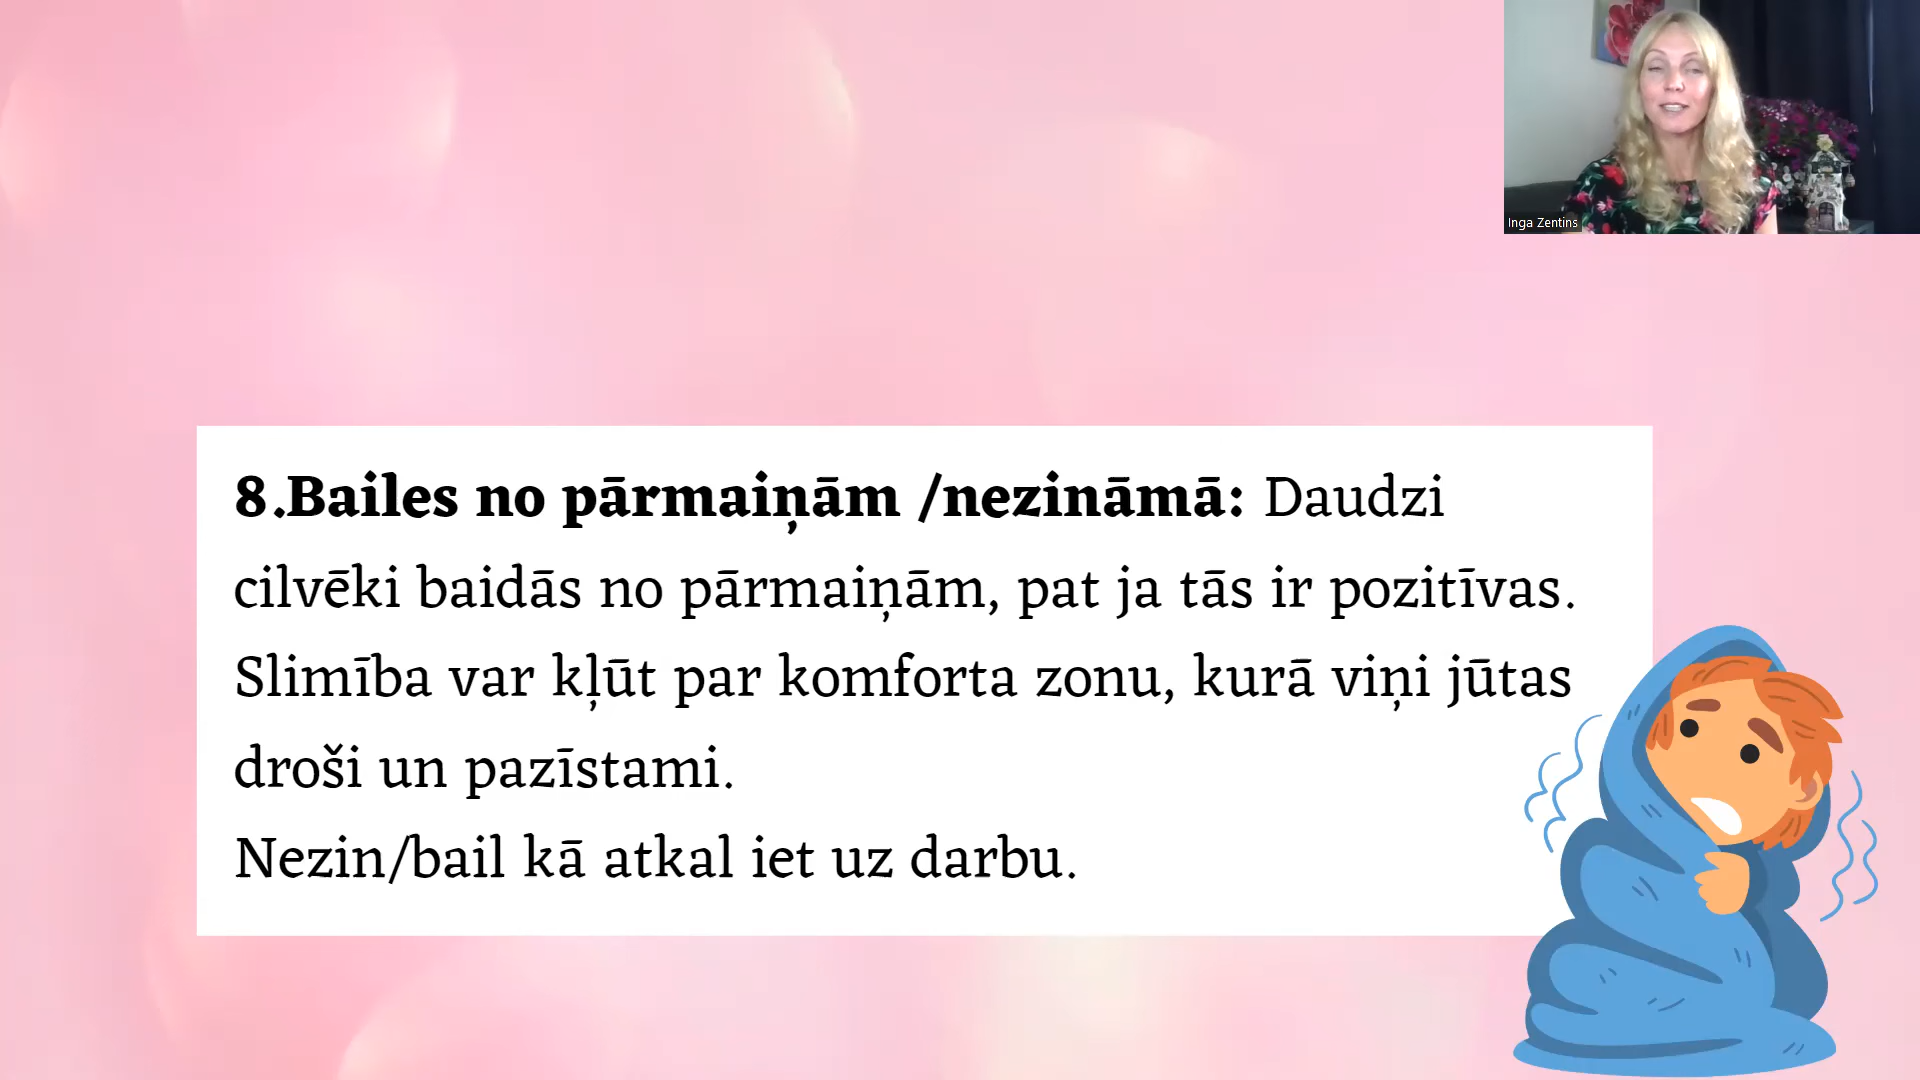 Inga Zentins
8.Bailes no pārmaiņām /nezināmā: Daudzi
cilvēki baidās no pārmaiņām, pat ja tās ir pozitīvas.
Slimība var kļūt par komforta zonu, kurā viņi jūtas
droši un pazīstami.
Nezin/bail kā atkal iet uz darbu.